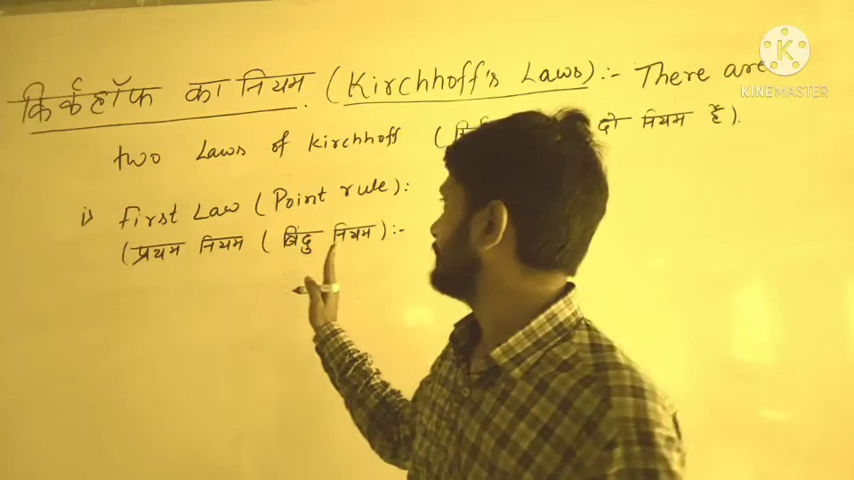 किर्कहॉफ का नियम (Kirchhoff's Laws):- There are
two Laws of Kirchhoff ( दो नियम हैं).
i) First Law (Point rule):
(प्रथम नियम ( बिंदु नियम ):-
KINEMASTER